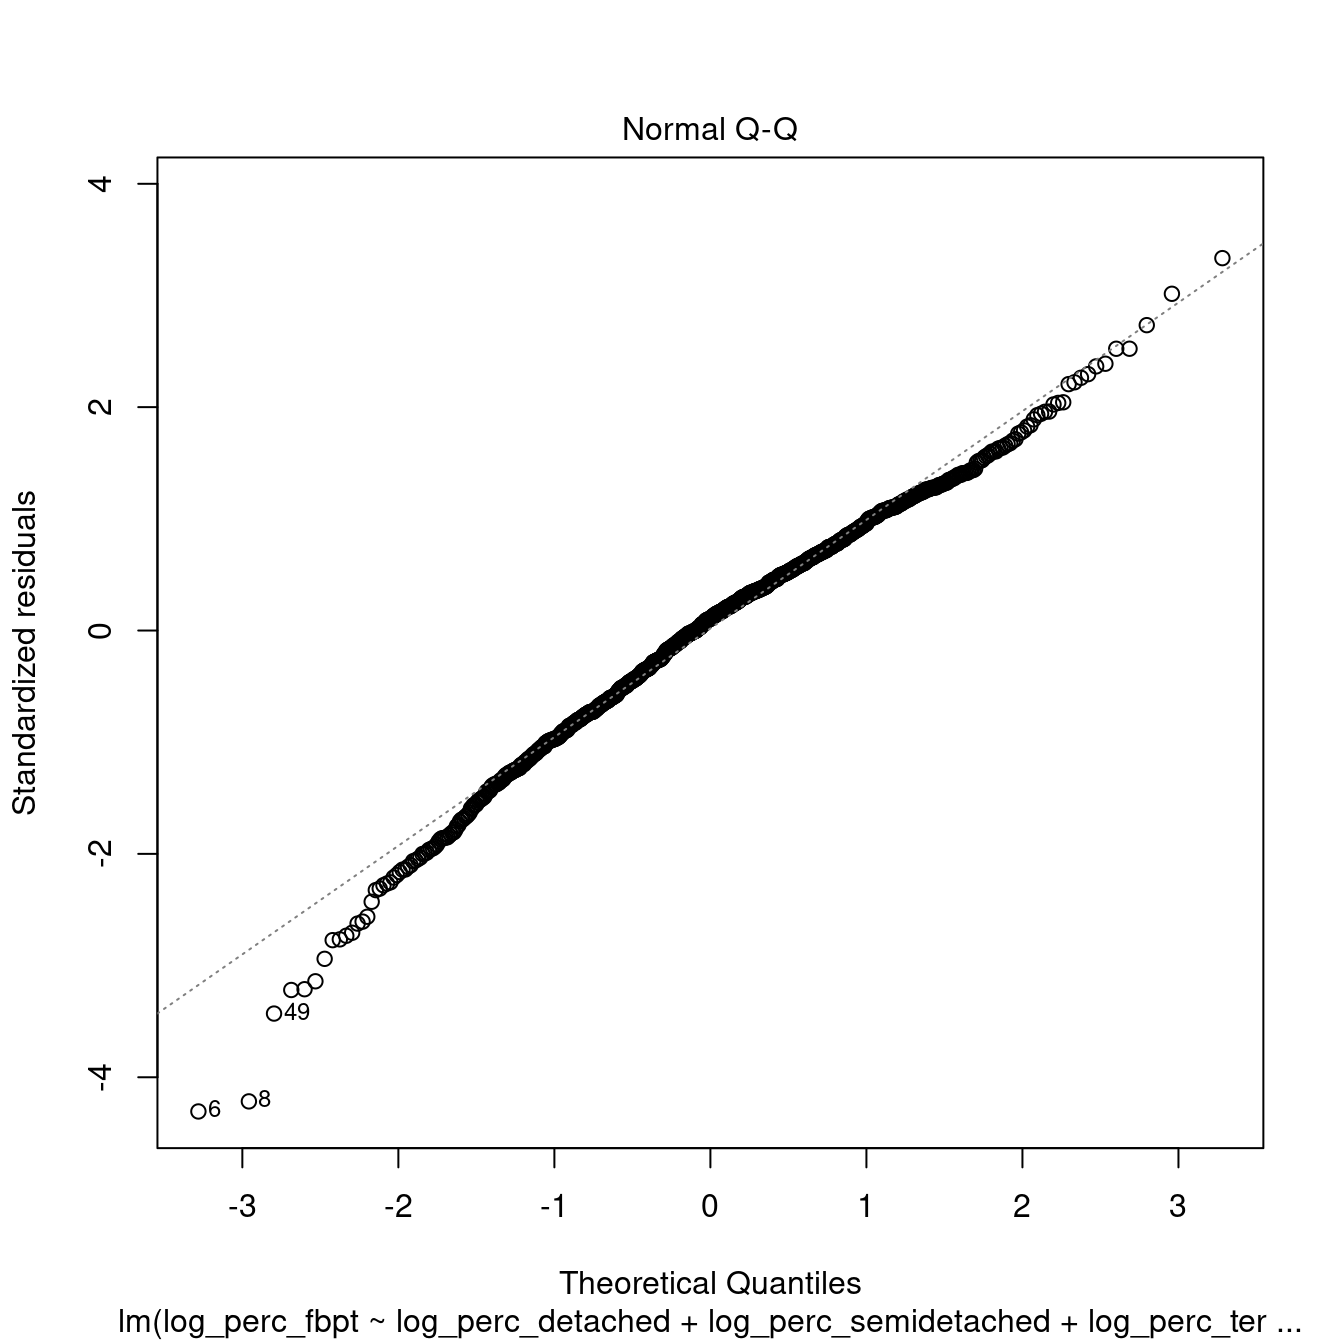 Normal Q-Q
4
2
0
-2
-4
Standardized residuals
49
6
8
-3 -2 -1 0 1 2 3
Theoretical Quantiles
lm(log_perc_fbpt ~ log_perc_detached + log_perc_semidetached + log_perc_ter ...